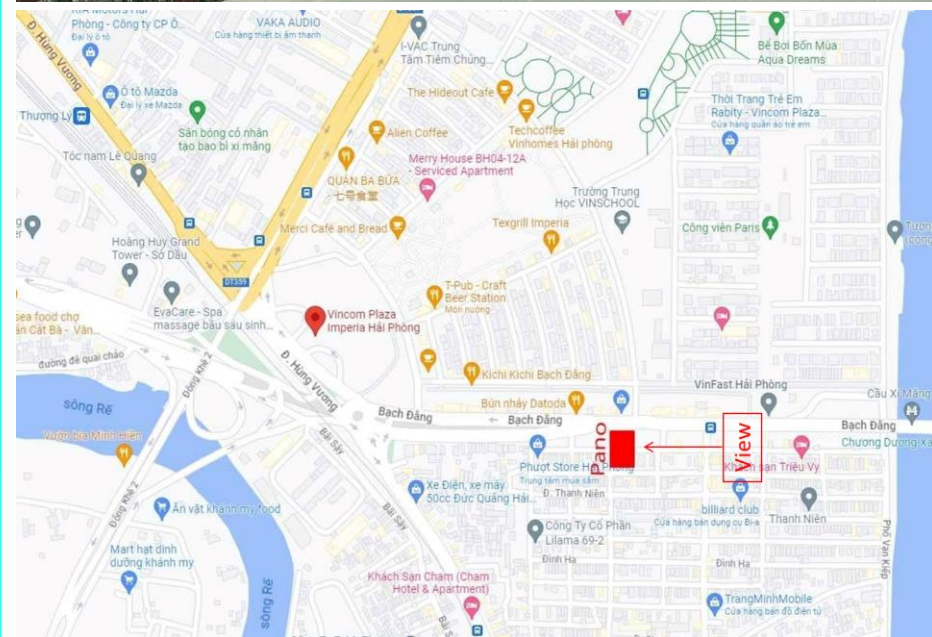 Phòng - Công ty CP Ô...
Đại lý ô tô
VAKA AUDIO
Cửa hàng thiết bị âm thanh
I-VAC Trung
Tâm Tiêm Chủng...
Bể Bơi Bốn Mùa
Aqua Dreams
Đ. Hùng Vương
Ô tô Mazda
Đại lý xe Mazda
The Hideout Cafe
Thời Trang Trẻ Em
Rabity - Vincom Plaza...
Cửa hàng quần áo trẻ em
Thượng Lý
Sân bóng cỏ nhân
tạo bao bì xi măng
Alien Coffee
Techcoffee
Vinhomes Hải phòng
Tóc nam Lê Quang
QUÁN BA BỮA
- 七号食堂
Merry House BH04-12A
- Serviced Apartment
Trường Trung
Học VINSCHOOL
Merci Café and Bread
Texgrill Imperia
Công viên Paris
Hoàng Huy Grand
Tower - Sở Dầu
ĐT359
T-Pub - Craft
Beer Station
Món nướng
EvaCare - Spa
massage bầu sau sinh...
Vincom Plaza
Imperia Hải Phòng
sea food chợ
án Cát Bà - Vân...
đường đê quai chảo
Đ. Hùng Vương
Đông Khê 2
Kichi Kichi Bạch Đằng
VinFast Hải Phòng
sông Rế
Bún nhảy Datoda
Cầu Xi Măng
Bạch Đằng
Bạch Đằng
Bạch Đằng
Vườn bia Minh Hiền
Bãi Sậy
Pano
View
Chương Dương Xá
Phượt Store Hải Phòng
Trung tâm mua sắm
Khách sạn Triệu Vy
Đ. Thanh Niên
Xe Điện, xe máy
50cc Đức Quảng Hải...
billiard club
Cửa hàng bán dụng cụ Bi-a
Thanh Niên
Ăn vặt khánh my food
Đông Khê 2
Bãi Sậy
Công Ty Cổ Phần
Lilama 69-2
Phố Vạn Kiếp
Mart hạt dinh
dưỡng khánh my
Đình Hạ
Đình Hạ
Khách Sạn Chăm (Cham
Hotel & Apartment)
sông Rế
TrangMinhMobile
Cửa hàng bán đồ điện tử
Bãi Sậy